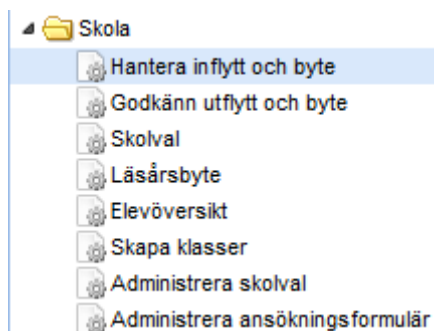 Skola
Hantera inflytt och byte
Godkänn utflytt och byte
Skolval
Läsårsbyte
Elevöversikt
Skapa klasser
Administrera skolval
Administrera ansökningsformulär